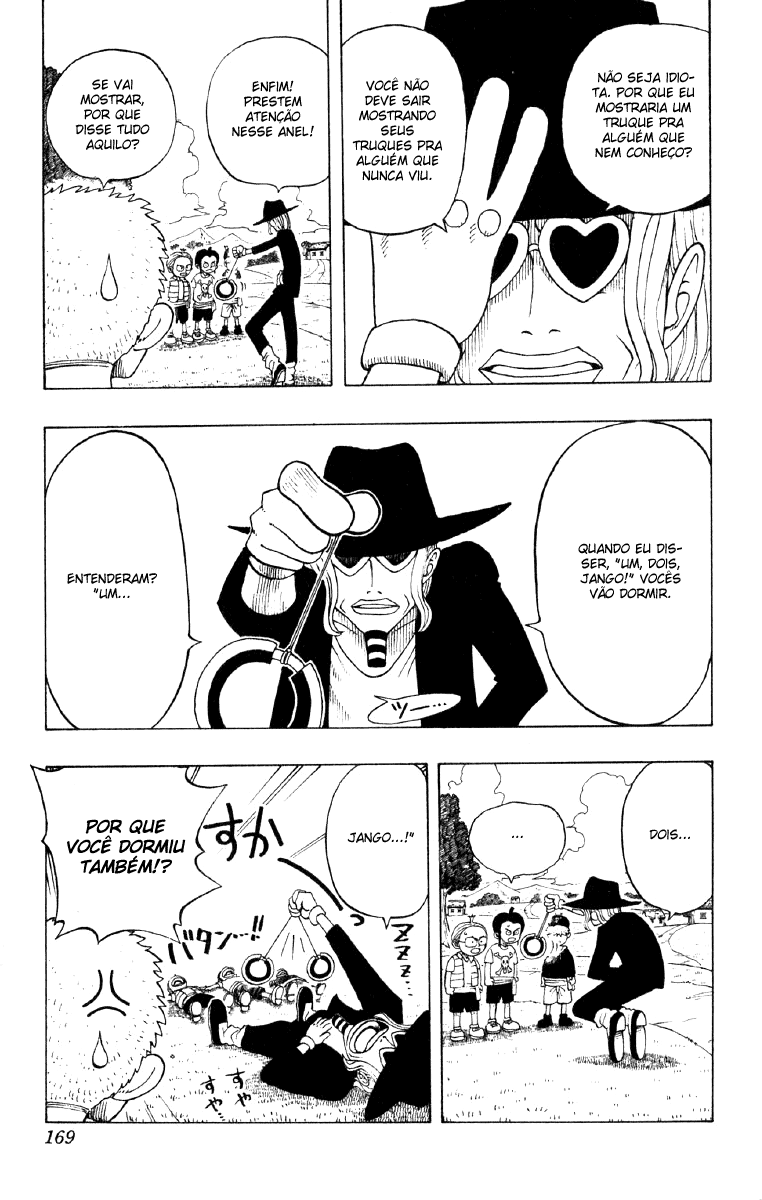 NÃO SEJA IDIO-
TA. POR QUE EU
MOSTRARIA UM
TRUQUE PRA
ALGUÉM QUE
NEM CONHEÇO?
VOCÊ NÃO
DEVE SAIR
MOSTRANDO
SEUS
TRUQUES PRA
ALGUÉM QUE
NUNCA VIU.
ENFIM!
PRESTEM
ATENÇÃO
NESSE ANEL!
SE VAI
MOSTRAR,
POR QUE
DISSE TUDO
AQUILO?
QUANDO EU DIS-
SER, "UM, DOIS,
JANGO!" VOCÊS
VÃO DORMIR.
ENTENDERAM?
"UM...
ツー....
DOIS...
...
JANGO...!"
すかーっ
ZZZ...
バタン...!!
POR QUE
VOCÊ DORMIU
TAMBÉM!?
すや...
すや...
169